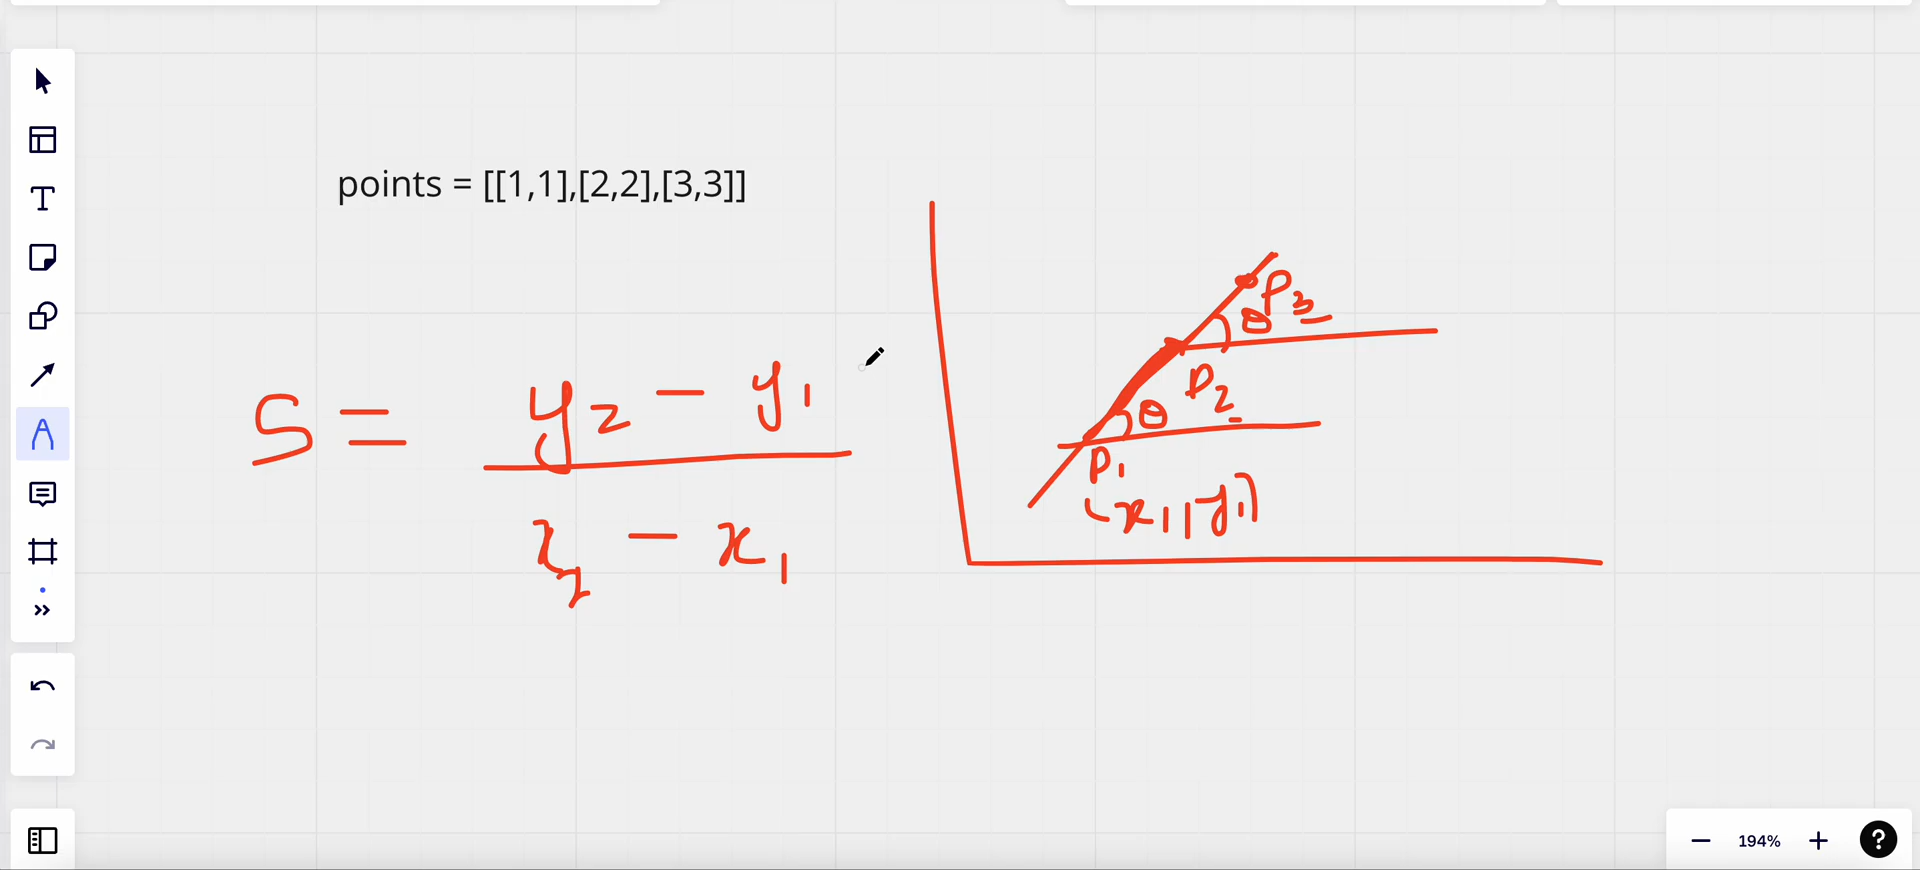 points = [[1,1],[2,2],[3,3]]
S = y2 - y1
x2 - x1
P3
θ
P2
θ
P1
(x1, y1)
T
194%
?